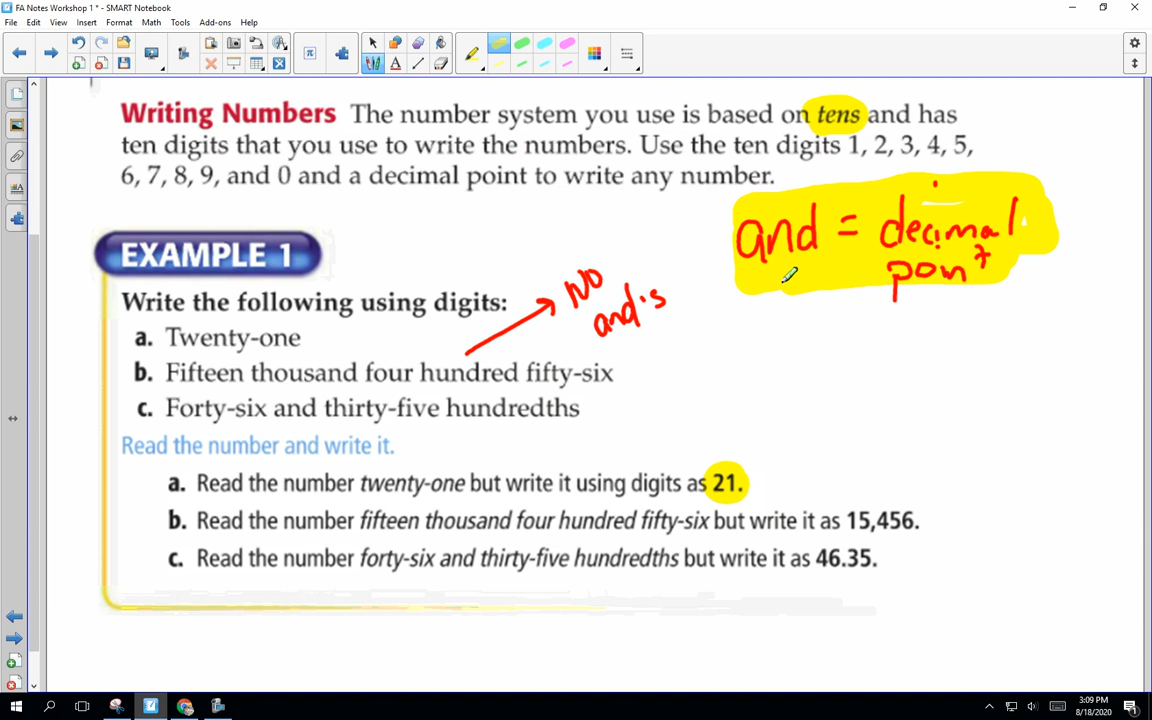 FA Notes Workshop 1 * - SMART Notebook
File Edit View Insert Format Math Tools Add-ons Help
Writing Numbers The number system you use is based on tens and has
ten digits that you use to write the numbers. Use the ten digits 1, 2, 3, 4, 5,
6, 7, 8, 9, and 0 and a decimal point to write any number.
and = decimal
point
EXAMPLE 1
No
and's
Write the following using digits:
a. Twenty-one
b. Fifteen thousand four hundred fifty-six
c. Forty-six and thirty-five hundredths
Read the number and write it.
a. Read the number twenty-one but write it using digits as 21.
b. Read the number fifteen thousand four hundred fifty-six but write it as 15,456.
c. Read the number forty-six and thirty-five hundredths but write it as 46.35.
3:09 PM
8/18/2020